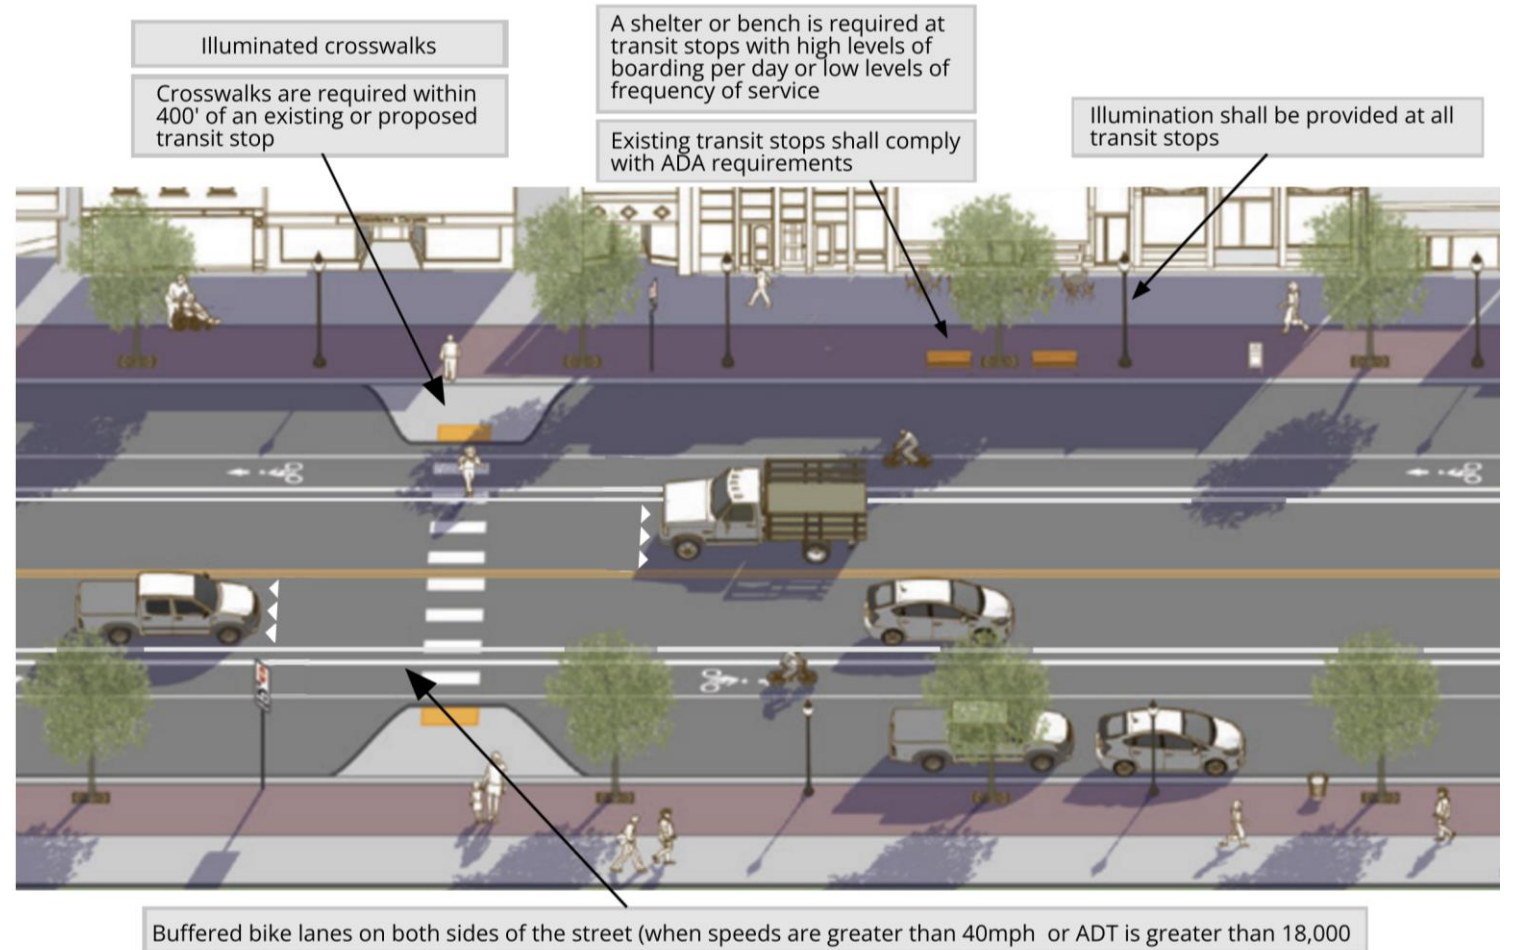 Illuminated crosswalks
Crosswalks are required within
400' of an existing or proposed
transit stop
A shelter or bench is required at
transit stops with high levels of
boarding per day or low levels of
frequency of service
Existing transit stops shall comply
with ADA requirements
Illumination shall be provided at all
transit stops
Buffered bike lanes on both sides of the street (when speeds are greater than 40mph or ADT is greater than 18,000